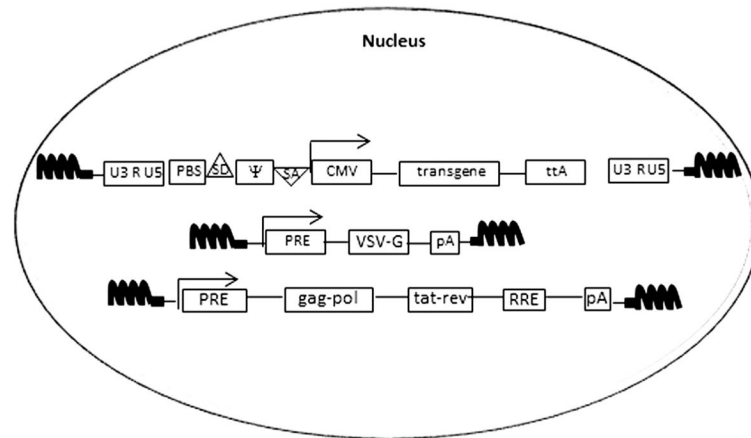 Nucleus
U3 R U5 PBS SD Ψ SA CMV transgene ttA U3 R U5
PRE VSV-G pA
PRE gag-pol tat-rev RRE pA